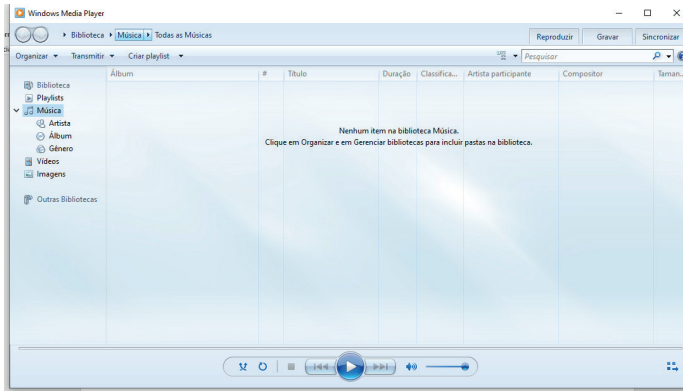 Windows Media Player
Biblioteca Música Todas as Músicas
Reproduzir Gravar Sincronizar
Organizar Transmitir Criar playlist
Pesquisar
Álbum # Título Duração Classifica... Artista participante Compositor Taman...
Biblioteca
Playlists
Música
Artista
Álbum
Gênero
Vídeos
Imagens
Outras Bibliotecas
Nenhum item na biblioteca Música.
Clique em Organizar e em Gerenciar bibliotecas para incluir pastas na biblioteca.